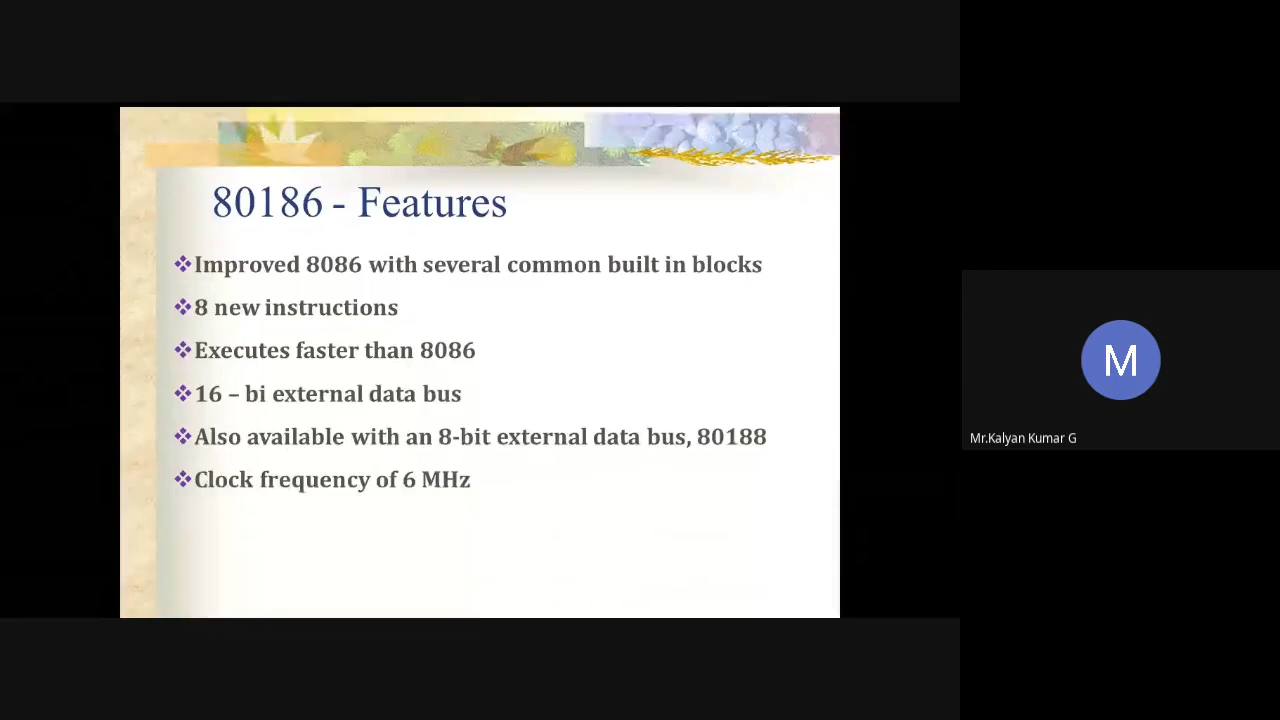 80186 - Features
❖Improved 8086 with several common built in blocks
❖8 new instructions
❖Executes faster than 8086
❖16 – bi external data bus
❖Also available with an 8-bit external data bus, 80188
❖Clock frequency of 6 MHz
M
Mr.Kalyan Kumar G